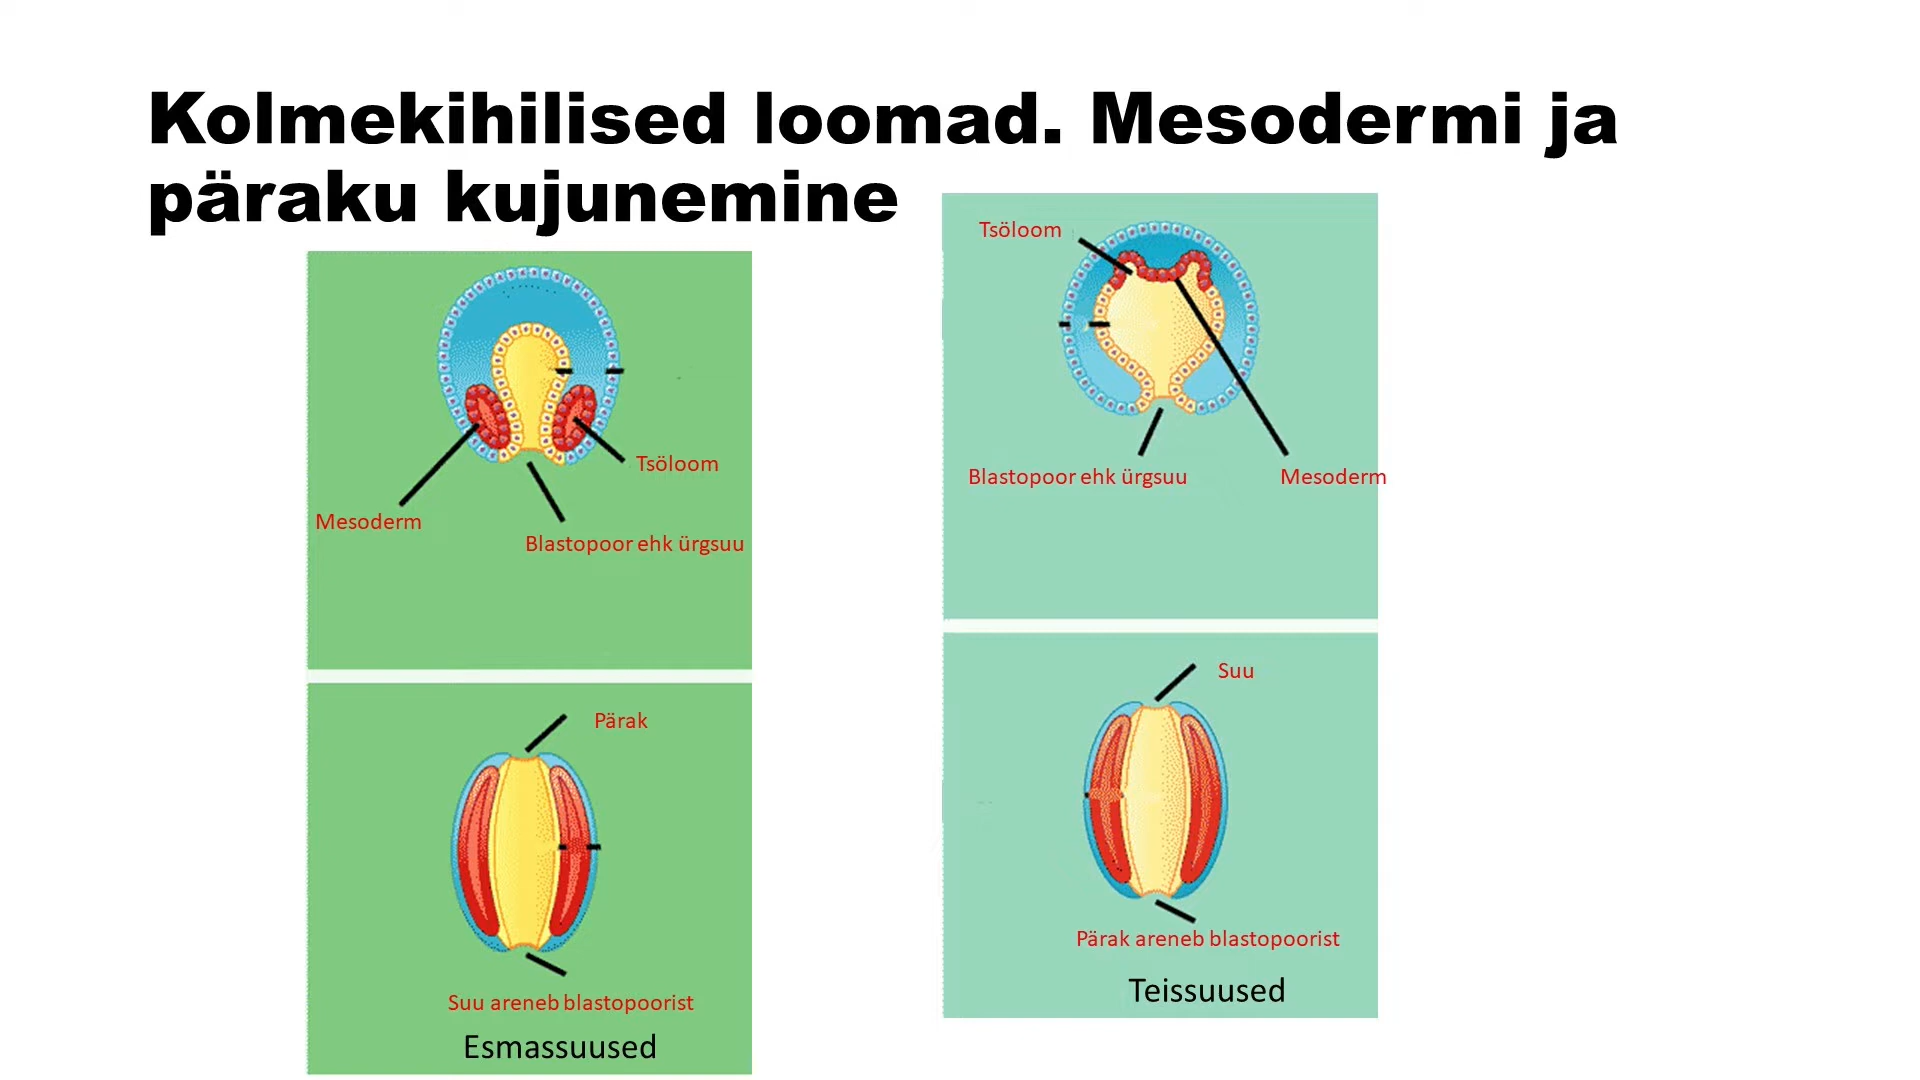 Kolmekihilised loomad. Mesodermi ja
päraku kujunemine
Tsöloom
Mesoderm
Blastopoor ehk ürgsuu
Pärak
Suu areneb blastopoorist
Esmassuused
Tsöloom
Blastopoor ehk ürgsuu
Mesoderm
Suu
Pärak areneb blastopoorist
Teissuused